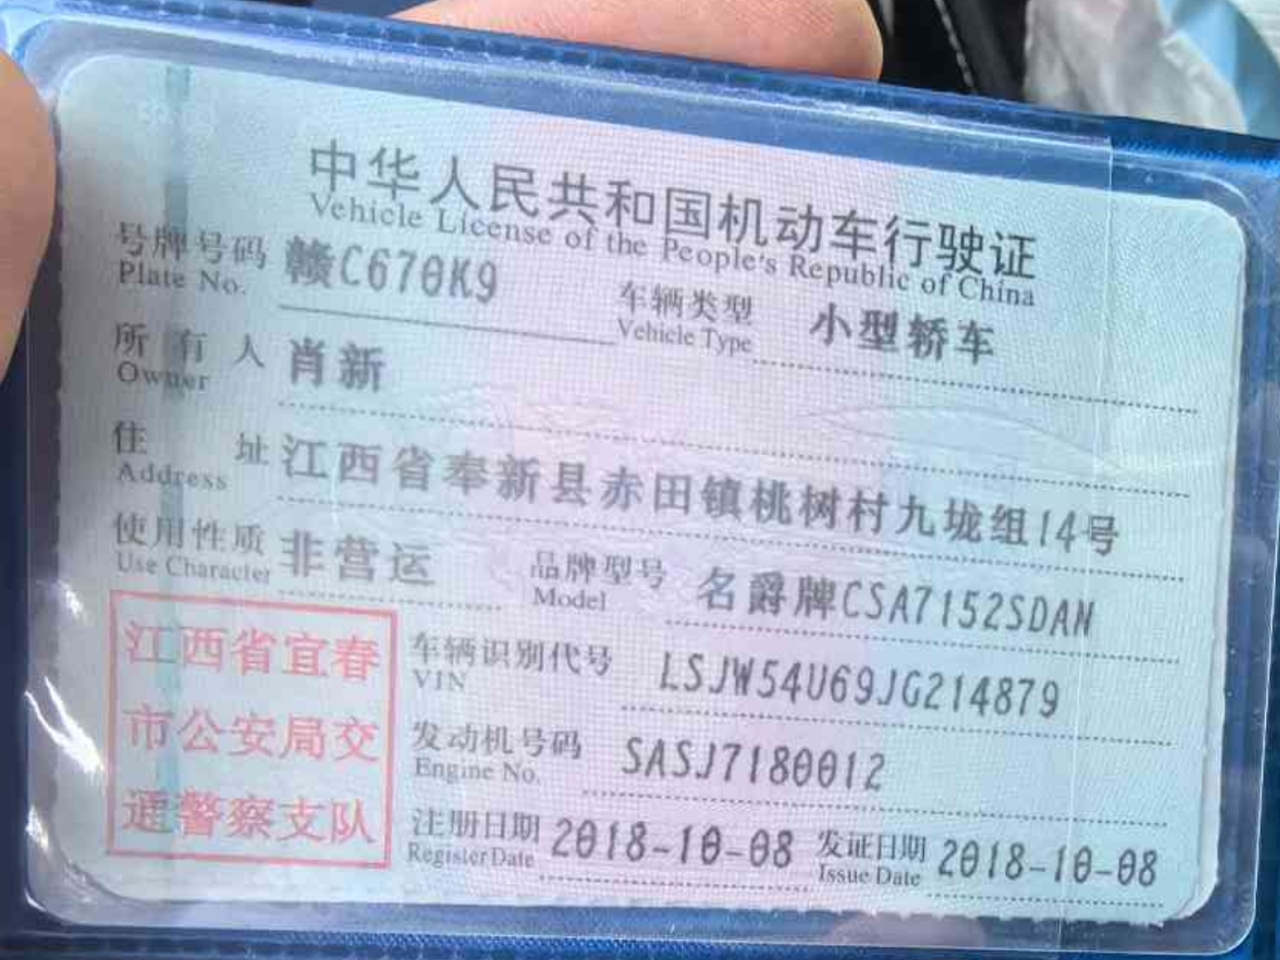 中华人民共和国机动车行驶证
Vehicle License of the People's Republic of China
号牌号码 赣C670K9 车辆类型 小型轿车
Plate No. Vehicle Type
所有人 肖新
Owner
住址 江西省奉新县赤田镇桃树村九垅组14号
Address
使用性质 非营运 品牌型号 名爵牌CSA7152SDAN
Use Character Model
江西省宜春
市公安局交
通警察支队
车辆识别代号 LSJW54U69JG214879
VIN
发动机号码 SASJ7180012
Engine No.
注册日期 2018-10-08 发证日期 2018-10-08
Register Date Issue Date